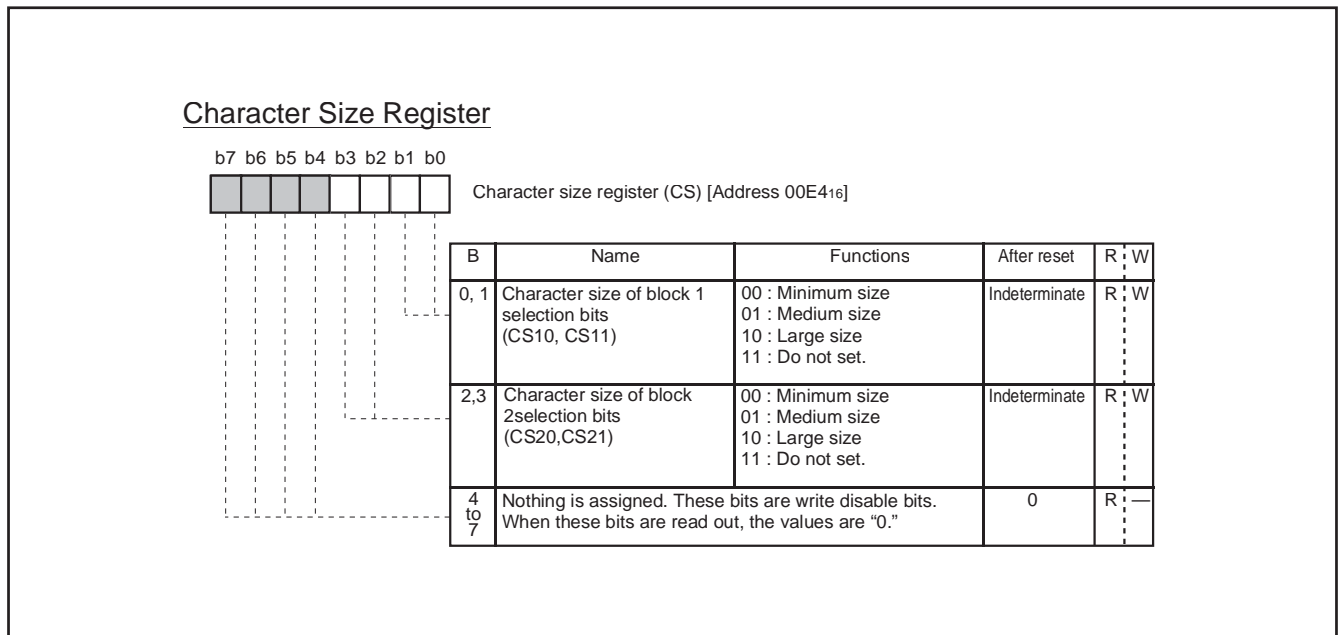 Character Size Register
b7 b6 b5 b4 b3 b2 b1 b0
Character size register (CS) [Address 00E416]
B Name Functions After reset R W
0, 1 Character size of block 1 00 : Minimum size Indeterminate R W
selection bits 01 : Medium size
(CS10, CS11) 10 : Large size
11 : Do not set.
2,3 Character size of block 00 : Minimum size Indeterminate R W
2selection bits 01 : Medium size
(CS20,CS21) 10 : Large size
11 : Do not set.
4 Nothing is assigned. These bits are write disable bits. 0 R —
to
7 When these bits are read out, the values are “0.”